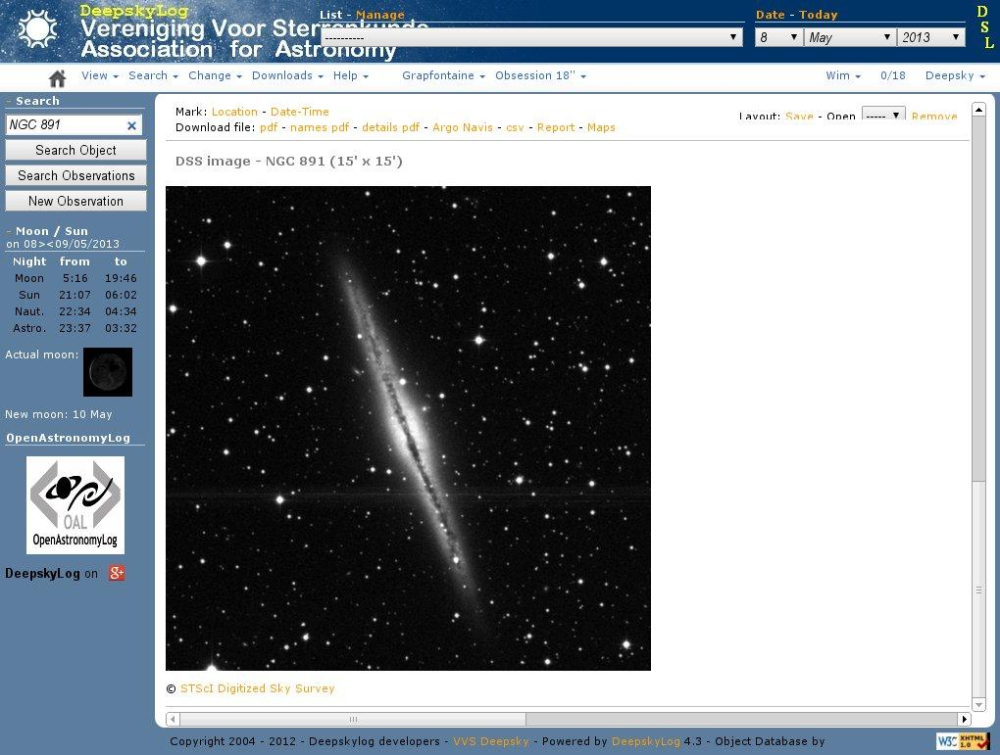 DeepskyLog
Vereniging Voor Sterrenkunde
Association for Astronomy
List - Manage
----------
Date - Today
8 May 2013
D
S
L
View Search Change Downloads Help Grapfontaine Obsession 18" Wim 0/18 Deepsky
- Search
NGC 891
Search Object
Search Observations
New Observation
- Moon / Sun
on 08><09/05/2013
Night from to
Moon 5:16 19:46
Sun 21:07 06:02
Naut. 22:34 04:34
Astro. 23:37 03:32
Actual moon:
New moon: 10 May
OpenAstronomyLog
OAL
OpenAstronomyLog
DeepskyLog on g+
Mark: Location - Date-Time
Download file: pdf - names pdf - details pdf - Argo Navis - csv - Report - Maps
Layout: Save - Open ----- Remove
DSS image - NGC 891 (15' x 15')
© STScI Digitized Sky Survey
Copyright 2004 - 2012 - Deepskylog developers - VVS Deepsky - Powered by DeepskyLog 4.3 - Object Database by
W3C XHTML 1.0